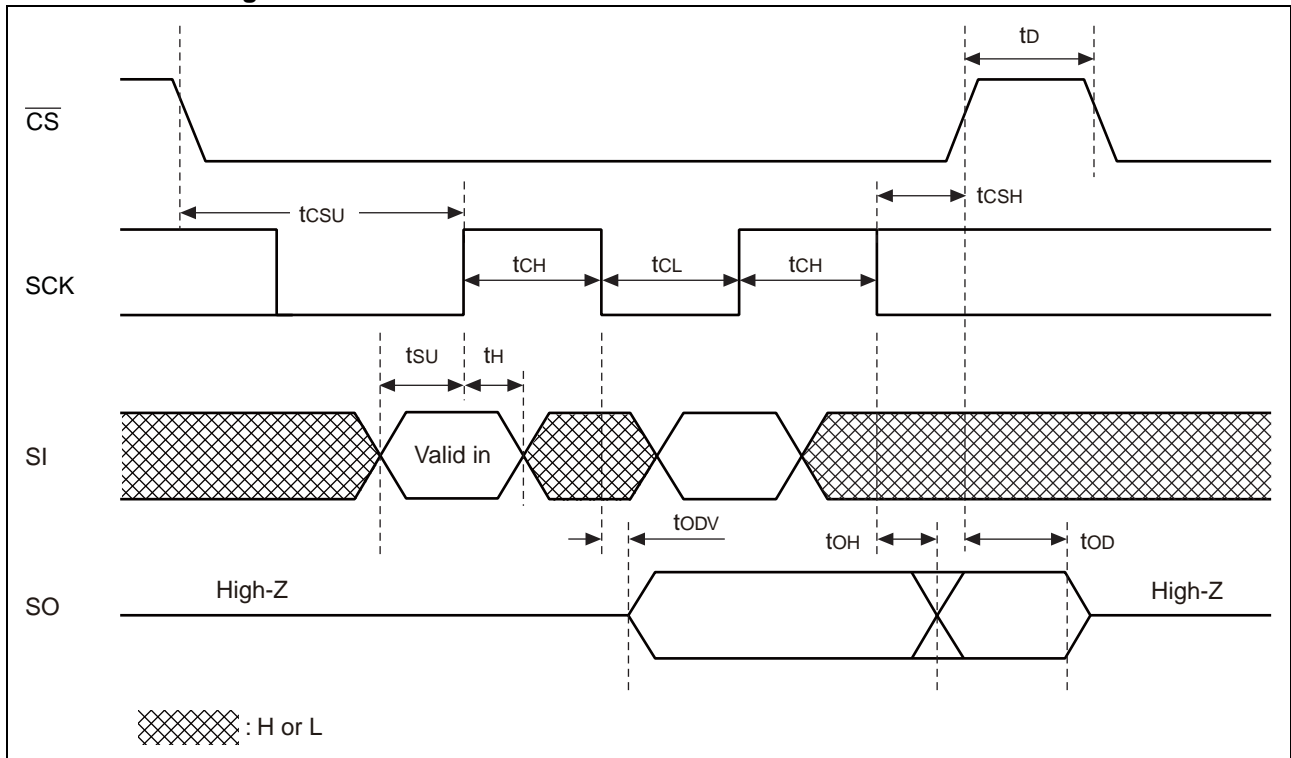 tD
CS
tCSU
tCSH
SCK
tCH
tCL
tCH
tSU
tH
SI
Valid in
tODV
tOH
tOD
SO
High-Z
High-Z
: H or L